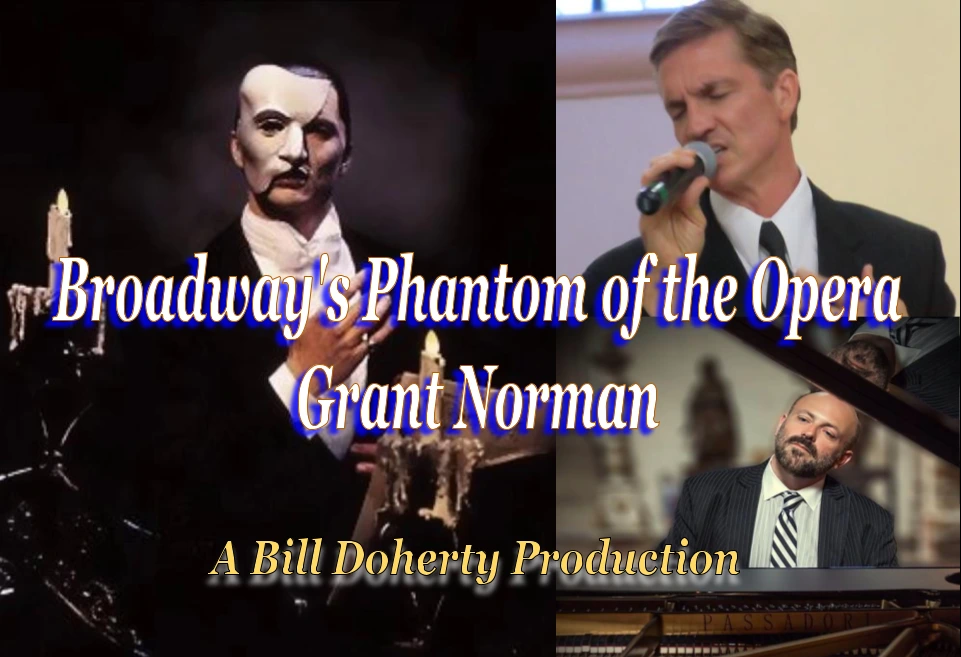 Broadway's Phantom of the Opera
Grant Norman
A Bill Doherty Production
PASSADORI